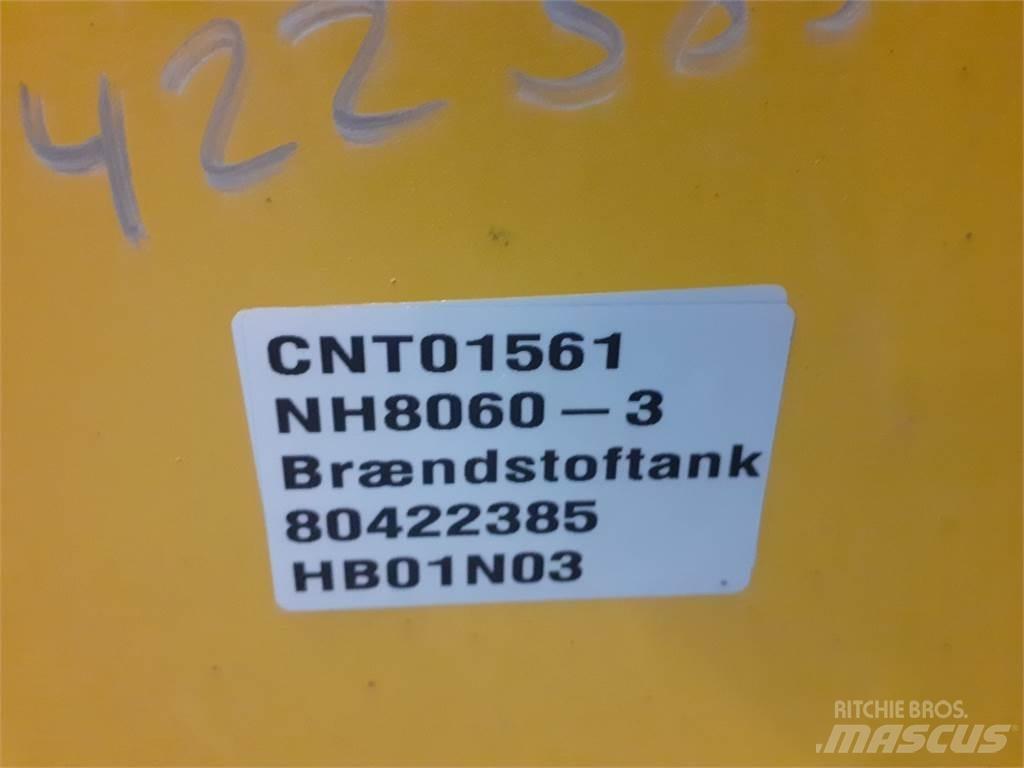 CNT01561
NH8060-3
Brændstoftank
80422385
HB01N03
RITCHIE BROS.
MASCUS